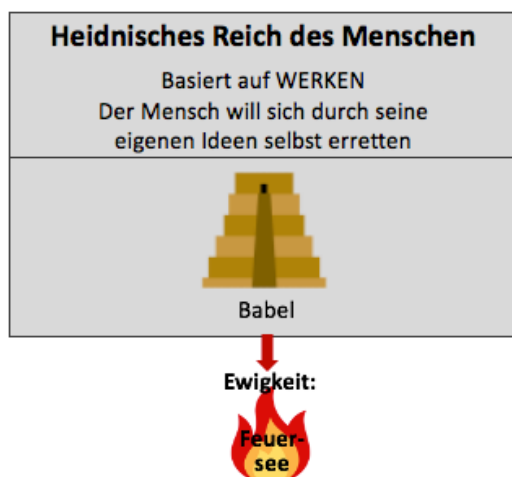 Heidnisches Reich des Menschen
Basiert auf WERKEN
Der Mensch will sich durch seine
eigenen Ideen selbst erretten
Babel
Ewigkeit:
Feuer-
see